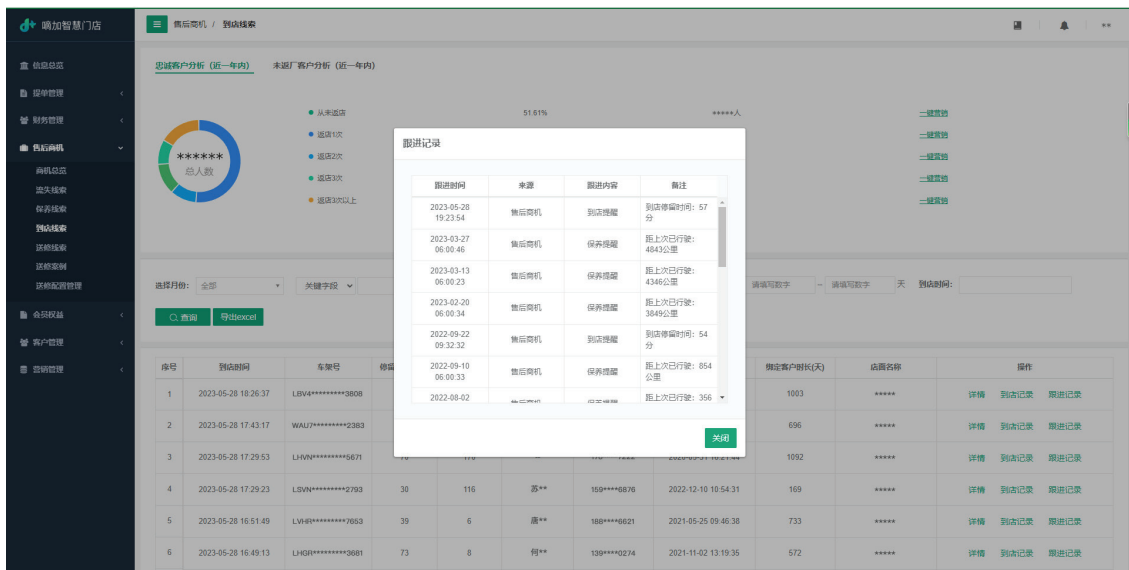 嘀加智慧门店
售后商机 / 到店线索
**
信息总览
提单管理
财务管理
售后商机
商机总览
流失线索
保养线索
到店线索
送修线索
送修案例
送修配置管理
会员权益
客户管理
营销管理
忠诚客户分析（近一年内） 未返厂客户分析（近一年内）
******
总人数
从未返店 51.61% *****人 一键营销
返店1次 一键营销
返店2次 一键营销
返店3次 一键营销
返店3次以上 一键营销
选择月份: 全部 关键字段 请填写数字 ~ 请填写数字 天 到店时间:
查询 导出excel
跟进记录
跟进时间 来源 跟进内容 备注
2023-05-28 19:23:54 售后商机 到店提醒 到店停留时间：57分
2023-03-27 06:00:46 售后商机 保养提醒 距上次已行驶：4843公里
2023-03-13 06:00:23 售后商机 保养提醒 距上次已行驶：4346公里
2023-02-20 06:00:34 售后商机 保养提醒 距上次已行驶：3849公里
2022-09-22 09:32:32 售后商机 到店提醒 到店停留时间：54分
2022-09-10 06:00:33 售后商机 保养提醒 距上次已行驶：854公里
2022-08-02 售后商机 保养提醒 距上次已行驶：356
关闭
序号 到店时间 车架号 停留 绑定客户时长(天) 店面名称 操作
1 2023-05-28 18:26:37 LBV4*********3808 1003 ***** 详情 到店记录 跟进记录
2 2023-05-28 17:43:17 WAU7*********2383 696 ***** 详情 到店记录 跟进记录
3 2023-05-28 17:29:53 LHVN*********5671 1092 ***** 详情 到店记录 跟进记录
4 2023-05-28 17:29:23 LSVN*********2793 30 116 苏** 159****6876 2022-12-10 10:54:31 169 ***** 详情 到店记录 跟进记录
5 2023-05-28 16:51:49 LVHR*********7653 39 6 唐** 188****6621 2021-05-25 09:46:38 733 ***** 详情 到店记录 跟进记录
6 2023-05-28 16:49:13 LHGR*********3681 73 8 何** 139****0274 2021-11-02 13:19:35 572 ***** 详情 到店记录 跟进记录